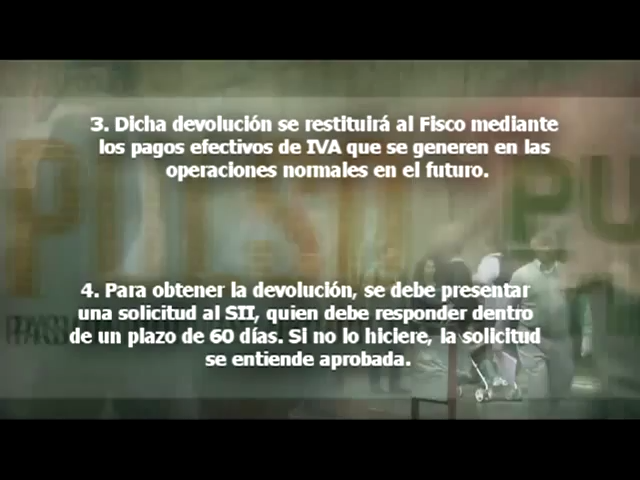 3. Dicha devolución se restituirá al Fisco mediante
los pagos efectivos de IVA que se generen en las
operaciones normales en el futuro.
PULSO
PU
4. Para obtener la devolución, se debe presentar
una solicitud al SII, quien debe responder dentro
de un plazo de 60 días. Si no lo hiciere, la solicitud
se entiende aprobada.